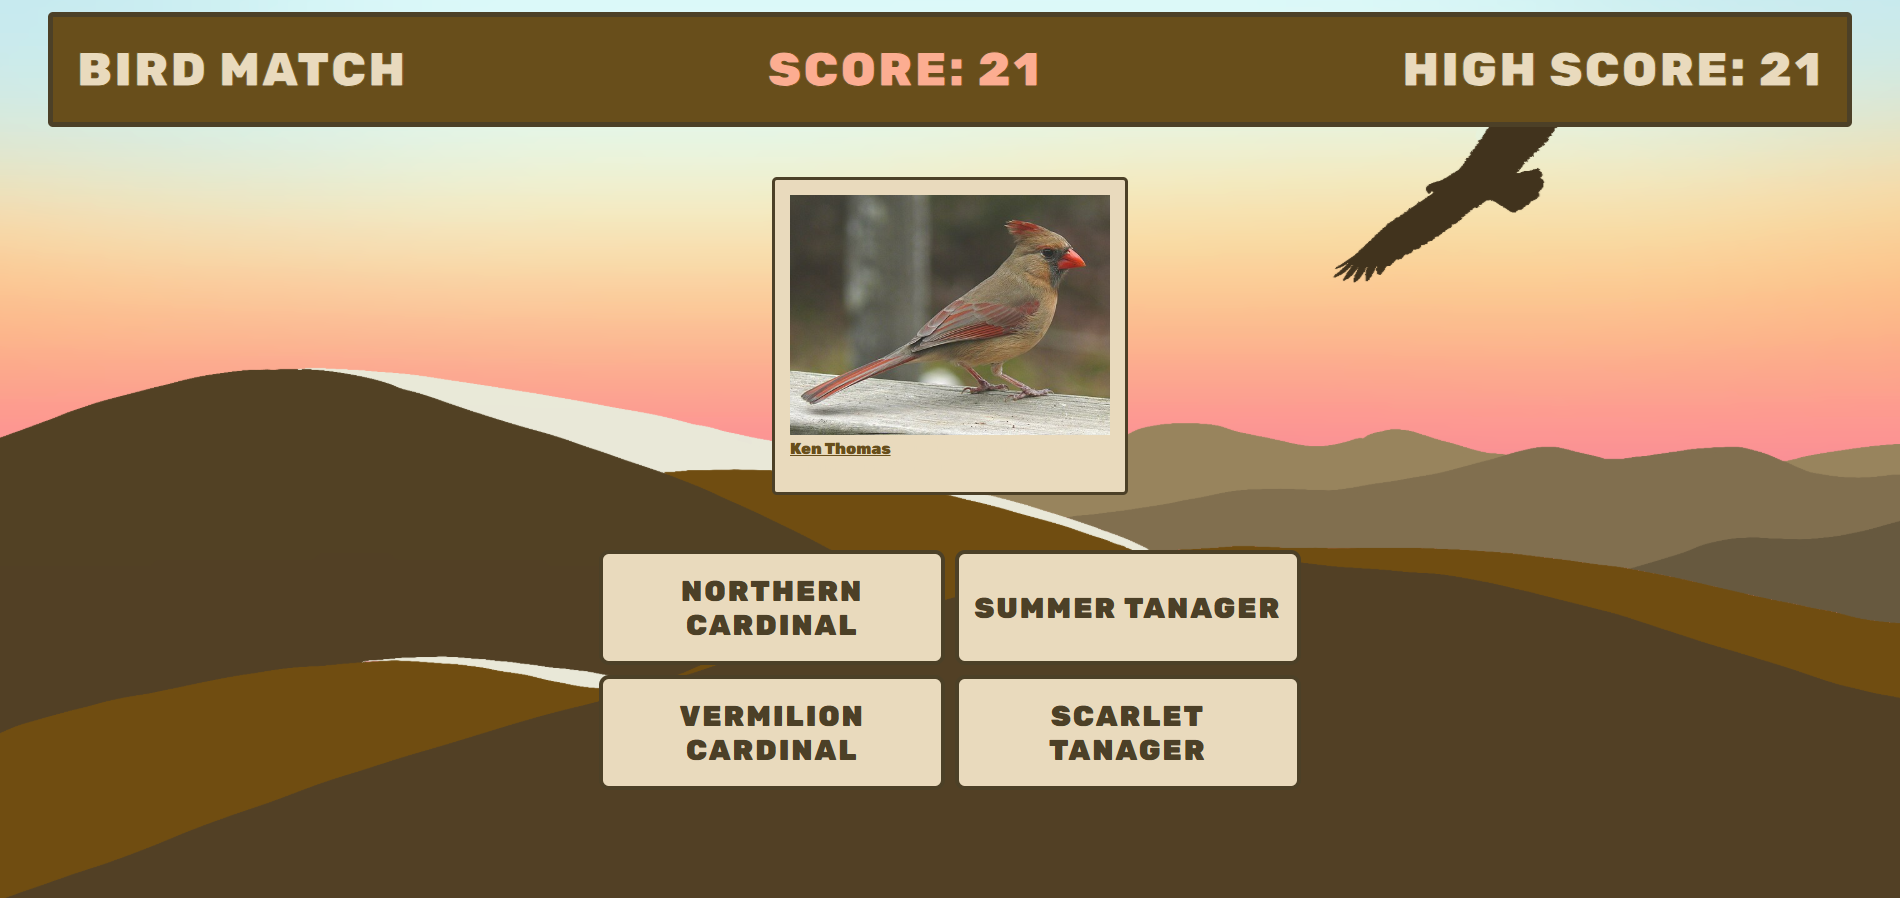 BIRD MATCH
SCORE: 21
HIGH SCORE: 21
Ken Thomas
NORTHERN
CARDINAL
SUMMER TANAGER
VERMILION
CARDINAL
SCARLET
TANAGER